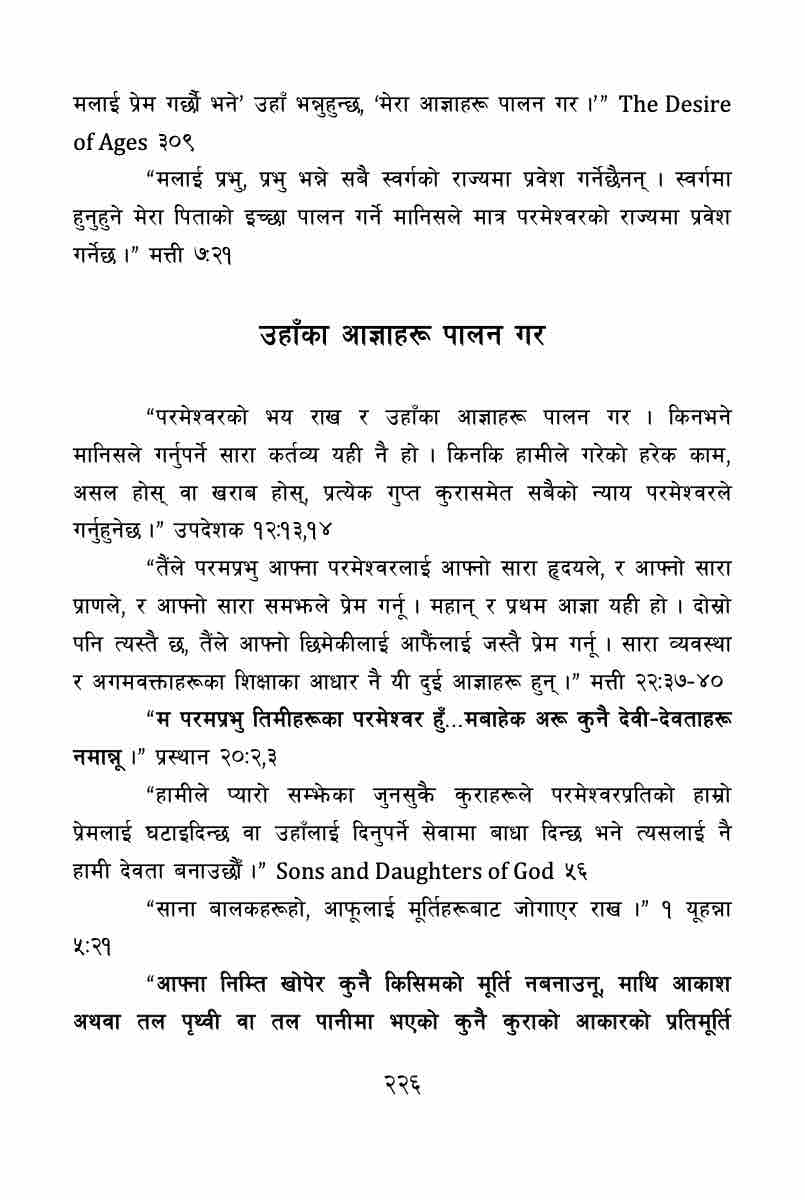 मलाई प्रेम गर्छौ भने’ उहाँ भन्नुहुन्छ, ‘मेरा आज्ञाहरू पालन गर ।’” The Desire
of Ages ३०९
“मलाई प्रभु, प्रभु भन्ने सबै स्वर्गको राज्यमा प्रवेश गर्नेछैनन् । स्वर्गमा
हुनुहुने मेरा पिताको इच्छा पालन गर्ने मानिसले मात्र परमेश्वरको राज्यमा प्रवेश
गर्नेछ ।” मत्ती ७:२१
उहाँका आज्ञाहरू पालन गर
“परमेश्वरको भय राख र उहाँका आज्ञाहरू पालन गर । किनभने
मानिसले गर्नुपर्ने सारा कर्तव्य यही नै हो । किनकि हामीले गरेको हरेक काम,
असल होस् वा खराब होस्, प्रत्येक गुप्त कुरासमेत सबैको न्याय परमेश्वरले
गर्नुहुनेछ ।” उपदेशक १२:१३,१४
“तैंले परमप्रभु आफ्ना परमेश्वरलाई आफ्नो सारा हृदयले, र आफ्नो सारा
प्राणले, र आफ्नो सारा समझले प्रेम गर्नू । महान् र प्रथम आज्ञा यही हो । दोस्रो
पनि त्यस्तै छ, तैंले आफ्नो छिमेकीलाई आफैंलाई जस्तै प्रेम गर्नू । सारा व्यवस्था
र अगमवक्ताहरूका शिक्षाका आधार नै यी दुई आज्ञाहरू हुन् ।” मत्ती २२:३७-४०
“म परमप्रभु तिमीहरूका परमेश्वर हुँ...मबाहेक अरू कुनै देवी-देवताहरू
नमान्नू ।” प्रस्थान २०:२,३
“हामीले प्यारो सम्झेका जुनसुकै कुराहरूले परमेश्वरप्रतिको हाम्रो
प्रेमलाई घटाइदिन्छ वा उहाँलाई दिनुपर्ने सेवामा बाधा दिन्छ भने त्यसलाई नै
हामी देवता बनाउछौँ ।” Sons and Daughters of God ५६
“साना बालकहरूहो, आफूलाई मूर्तिहरूबाट जोगाएर राख ।” १ यूहन्ना
५:२१
“आफ्ना निम्ति खोपेर कुनै किसिमको मूर्ति नबनाउनू, माथि आकाश
अथवा तल पृथ्वी वा तल पानीमा भएको कुनै कुराको आकारको प्रतिमूर्ति
२२६